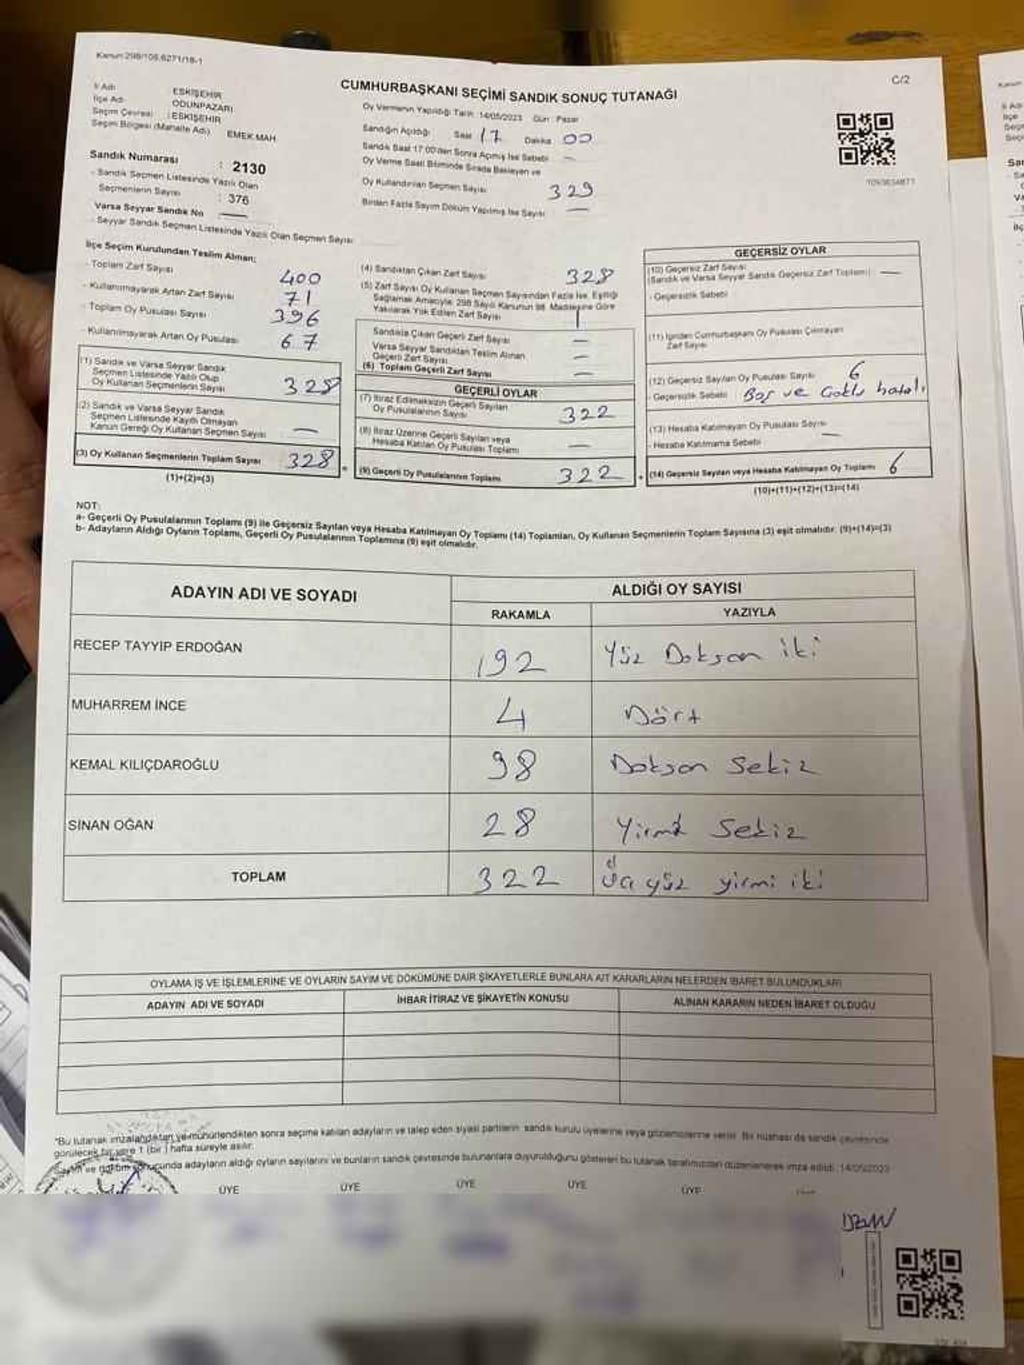 Kanun:298/105,6271/18-1
C/2
CUMHURBAŞKANI SEÇİMİ SANDIK SONUÇ TUTANAĞI
İl Adı : ESKİŞEHİR
İlçe Adı : ODUNPAZARI
Seçim Çevresi : ESKİŞEHİR
Seçim Bölgesi (Mahalle Adı) EMEK MAH
Sandık Numarası : 2130
- Sandık Seçmen Listesinde Yazılı Olan
Seçmenlerin Sayısı : 376
Varsa Seyyar Sandık No —
- Seyyar Sandık Seçmen Listesinde Yazılı Olan Seçmen Sayısı
Oy Vermenin Yapıldığı Tarih: 14/05/2023 Gün: Pazar
Sandığın Açıldığı Saat 17 Dakika 00
Sandık Saat 17:00'den Sonra Açılmış İse Sebebi —
Oy Verme Saati Bitiminde Sırada Bekleyen ve
Oy Kullandırılan Seçmen Sayısı 329
Birden Fazla Sayım Döküm Yapılmış İse Sayısı —
İlçe Seçim Kurulundan Teslim Alınan;
- Toplam Zarf Sayısı 400
- Kullanılmayarak Artan Zarf Sayısı 71
- Toplam Oy Pusulası Sayısı 396
- Kullanılmayarak Artan Oy Pusulası 67
(1) Sandık ve Varsa Seyyar Sandık
Seçmen Listesinde Yazılı Olup
Oy Kullanan Seçmenlerin Sayısı 328
(2) Sandık ve Varsa Seyyar Sandık
Seçmen Listesinde Kayıtlı Olmayan
Kanun Gereği Oy Kullanan Seçmen Sayısı —
(3) Oy Kullanan Seçmenlerin Toplam Sayısı 328
(1)+(2)=(3)
(4) Sandıktan Çıkan Zarf Sayısı 328
(5) Zarf Sayısı Oy Kullanan Seçmen Sayısından Fazla İse, Eşitliği
Sağlamak Amacıyla 298 Sayılı Kanunun 98. Maddesine Göre
Yakılarak Yok Edilen Zarf Sayısı 1
Sandıkta Çıkan Geçerli Zarf Sayısı —
Varsa Seyyar Sandıktan Teslim Alınan
Geçerli Zarf Sayısı —
(6) Toplam Geçerli Zarf Sayısı —
GEÇERLİ OYLAR
(7) İtiraz Edilmeksizin Geçerli Sayılan
Oy Pusulalarının Sayısı 322
(8) İtiraz Üzerine Geçerli Sayılan veya
Hesaba Katılan Oy Pusulası Toplamı —
(9) Geçerli Oy Pusulalarının Toplamı 322
GEÇERSİZ OYLAR
(10) Geçersiz Zarf Sayısı
(Sandık ve Varsa Seyyar Sandık Geçersiz Zarf Toplamı) —
- Geçersizlik Sebebi
(11) İçinden Cumhurbaşkanı Oy Pusulası Çıkmayan
Zarf Sayısı
(12) Geçersiz Sayılan Oy Pusulası Sayısı 6
- Geçersizlik Sebebi Boş ve Çoklu hatalı
(13) Hesaba Katılmayan Oy Pusulası Sayısı —
- Hesaba Katılmama Sebebi
(14) Geçersiz Sayılan veya Hesaba Katılmayan Oy Toplamı 6
(10)+(11)+(12)+(13)=(14)
NOT:
a- Geçerli Oy Pusulalarının Toplamı (9) ile Geçersiz Sayılan veya Hesaba Katılmayan Oy Toplamı (14) Toplamları, Oy Kullanan Seçmenlerin Toplam Sayısına (3) eşit olmalıdır. (9)+(14)=(3)
b- Adayların Aldığı Oyların Toplamı, Geçerli Oy Pusulalarının Toplamına (9) eşit olmalıdır.
ADAYIN ADI VE SOYADI ALDIĞI OY SAYISI
RAKAMLA YAZIYLA
RECEP TAYYİP ERDOĞAN 192 Yüz Doksan iki
MUHARREM İNCE 4 Dört
KEMAL KILIÇDAROĞLU 98 Doksan Sekiz
SİNAN OĞAN 28 Yirmi Sekiz
TOPLAM 322 yüz yirmi iki
OYLAMA İŞ VE İŞLEMLERİNE VE OYLARIN SAYIM VE DÖKÜMÜNE DAİR ŞİKAYETLERLE BUNLARA AİT KARARLARIN NELERDEN İBARET BULUNDUKLARI
ADAYIN ADI VE SOYADI İHBAR İTİRAZ VE ŞİKAYETİN KONUSU ALINAN KARARIN NEDEN İBARET OLDUĞU
*Bu tutanak imzalandıktan ve mühürlendikten sonra seçime katılan adayların ve talep eden siyasi partilerin sandık kurulu üyelerine veya gözlemcilerine verilir. Bir nüshası da sandık çevresinde
görülecek bir yere 1 (bir) hafta süreyle asılır.
Sayım ve döküm sonucunda adayların aldığı oyların sayılarını ve bunların sandık çevresinde bulunanlara duyurulduğunu gösteren bu tutanak tarafımızdan düzenlenerek imza edildi. 14/05/2023
ÜYE ÜYE ÜYE ÜYE ÜYE